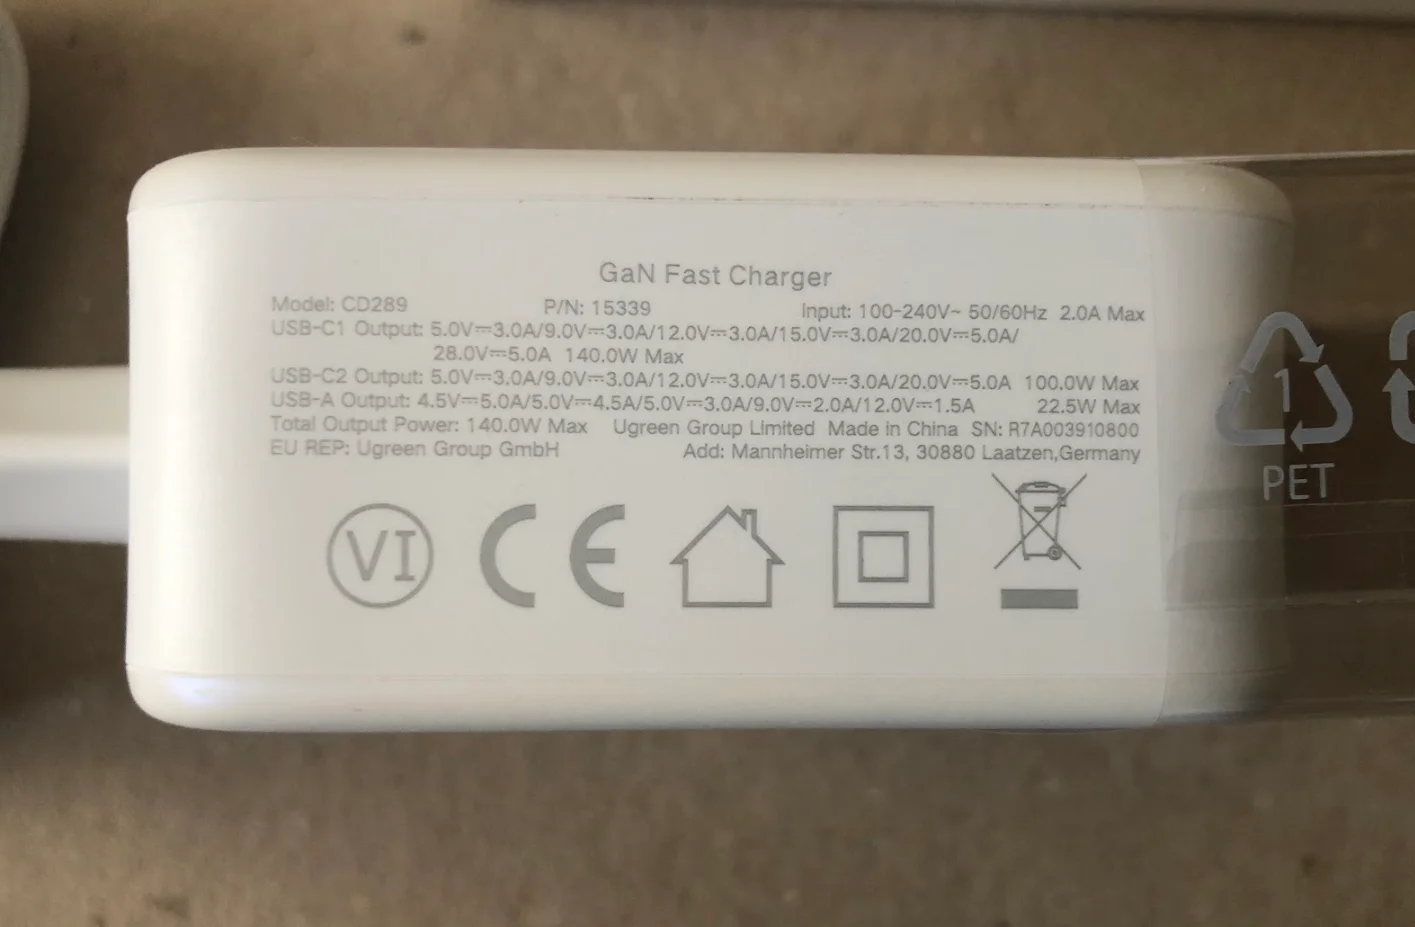 GaN Fast Charger
Model: CD289 P/N: 15339 Input: 100-240V~ 50/60Hz 2.0A Max
USB-C1 Output: 5.0V⎓3.0A/9.0V⎓3.0A/12.0V⎓3.0A/15.0V⎓3.0A/20.0V⎓5.0A/
28.0V⎓5.0A 140.0W Max
USB-C2 Output: 5.0V⎓3.0A/9.0V⎓3.0A/12.0V⎓3.0A/15.0V⎓3.0A/20.0V⎓5.0A 100.0W Max
USB-A Output: 4.5V⎓5.0A/5.0V⎓4.5A/5.0V⎓3.0A/9.0V⎓2.0A/12.0V⎓1.5A 22.5W Max
Total Output Power: 140.0W Max Ugreen Group Limited Made in China SN: R7A003910800
EU REP: Ugreen Group GmbH Add: Mannheimer Str.13, 30880 Laatzen,Germany
VI CE
1
PET